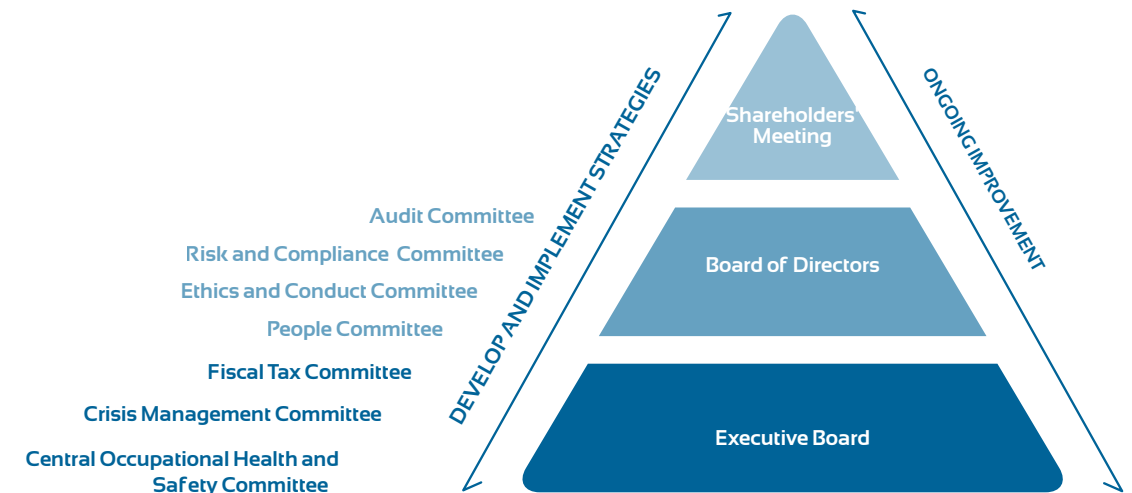 Shareholders'
Meeting
DEVELOP AND IMPLEMENT STRATEGIES
ONGOING IMPROVEMENT
Audit Committee
Risk and Compliance Committee
Ethics and Conduct Committee
People Committee
Board of Directors
Fiscal Tax Committee
Crisis Management Committee
Central Occupational Health and
Safety Committee
Executive Board